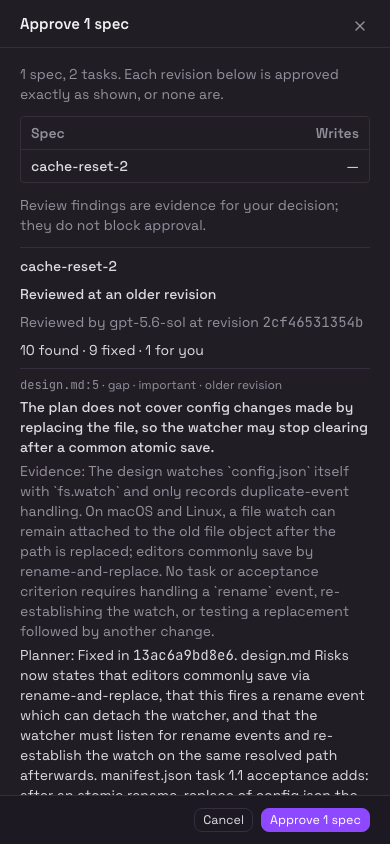 Approve 1 spec
1 spec, 2 tasks. Each revision below is approved
exactly as shown, or none are.
Spec Writes
cache-reset-2 —
Review findings are evidence for your decision;
they do not block approval.
cache-reset-2
Reviewed at an older revision
Reviewed by gpt-5.6-sol at revision 2cf46531354b
10 found · 9 fixed · 1 for you
design.md:5 · gap · important · older revision
The plan does not cover config changes made by
replacing the file, so the watcher may stop clearing
after a common atomic save.
Evidence: The design watches `config.json` itself
with `fs.watch` and only records duplicate-event
handling. On macOS and Linux, a file watch can
remain attached to the old file object after the
path is replaced; editors commonly save by
rename-and-replace. No task or acceptance
criterion requires handling a `rename` event, re-
establishing the watch, or testing a replacement
followed by another change.
Planner: Fixed in 13ac6a9bd8e6. design.md Risks
now states that editors commonly save via
rename-and-replace, that this fires a rename event
which can detach the watcher, and that the
watcher must listen for rename events and re-
establish the watch on the same resolved path
afterwards. manifest.json task 1.1 acceptance adds:
after an atomic rename-replace of config.json the
Cancel Approve 1 spec